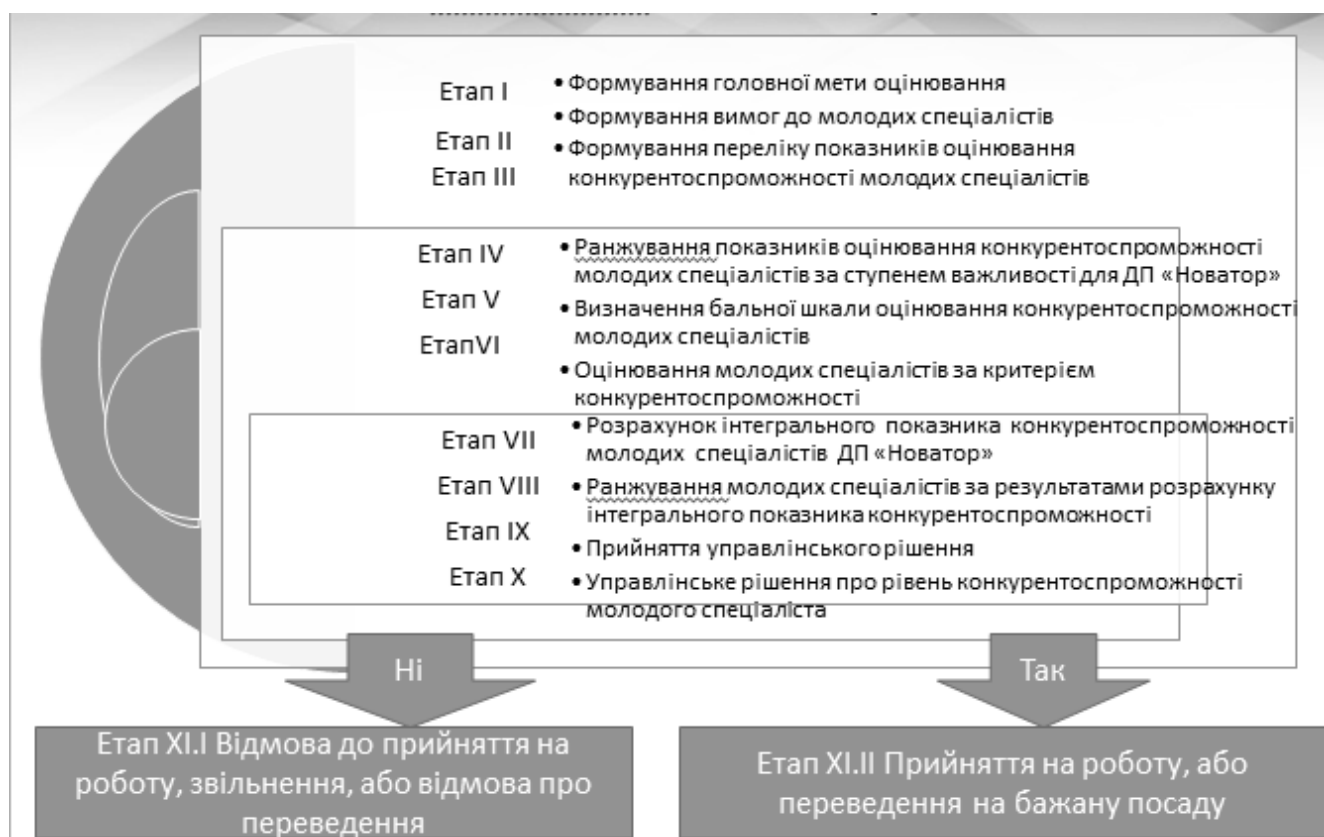 Етап I
• Формування головної мети оцінювання
• Формування вимог до молодих спеціалістів
Етап II
• Формування переліку показників оцінювання
Етап III
конкурентоспроможності молодих спеціалістів
Етап IV
• Ранжування показників оцінювання конкурентоспроможності
молодих спеціалістів за ступенем важливості для ДП «Новатор»
Етап V
• Визначення бальної шкали оцінювання конкурентоспроможності
молодих спеціалістів
ЕтапVI
• Оцінювання молодих спеціалістів за критерієм
конкурентоспроможності
Етап VII
• Розрахунок інтегрального показника конкурентоспроможності
молодих спеціалістів ДП «Новатор»
Етап VIII
• Ранжування молодих спеціалістів за результатами розрахунку
інтегрального показника конкурентоспроможності
Етап IX
• Прийняття управлінського рішення
Етап X
• Управлінське рішення про рівень конкурентоспроможності
молодого спеціаліста
Ні
Так
Етап XI.I Відмова до прийняття на
роботу, звільнення, або відмова про
переведення
Етап XI.II Прийняття на роботу, або
переведення на бажану посаду